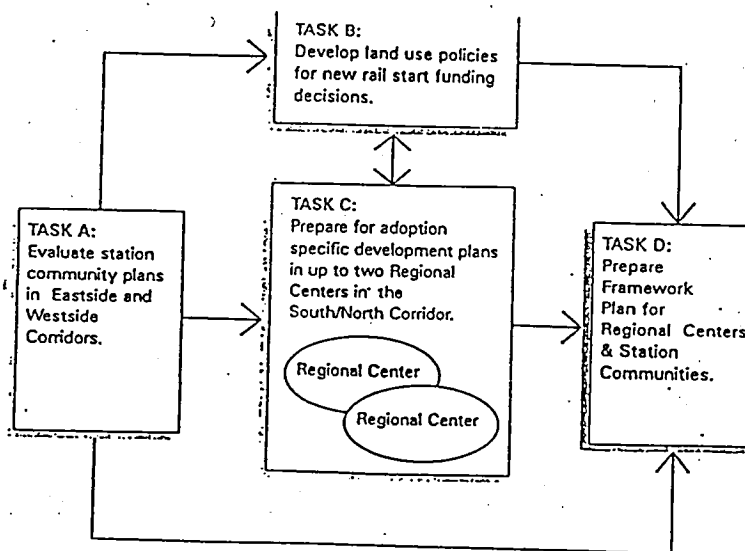 TASK B:
Develop land use policies
for new rail start funding
decisions.
TASK A:
Evaluate station
community plans
in Eastside and
Westside
Corridors.
TASK C:
Prepare for adoption
specific development plans
in up to two Regional
Centers in the
South/North Corridor.
Regional Center
Regional Center
TASK D:
Prepare
Framework
Plan for
Regional Centers
& Station
Communities.